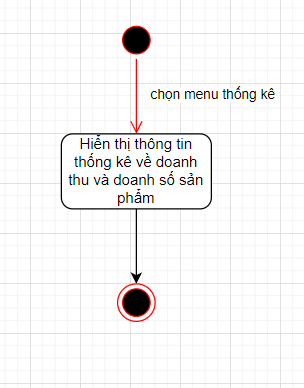 chọn menu thống kê
Hiển thị thông tin
thống kê về doanh
thu và doanh số sản
phẩm